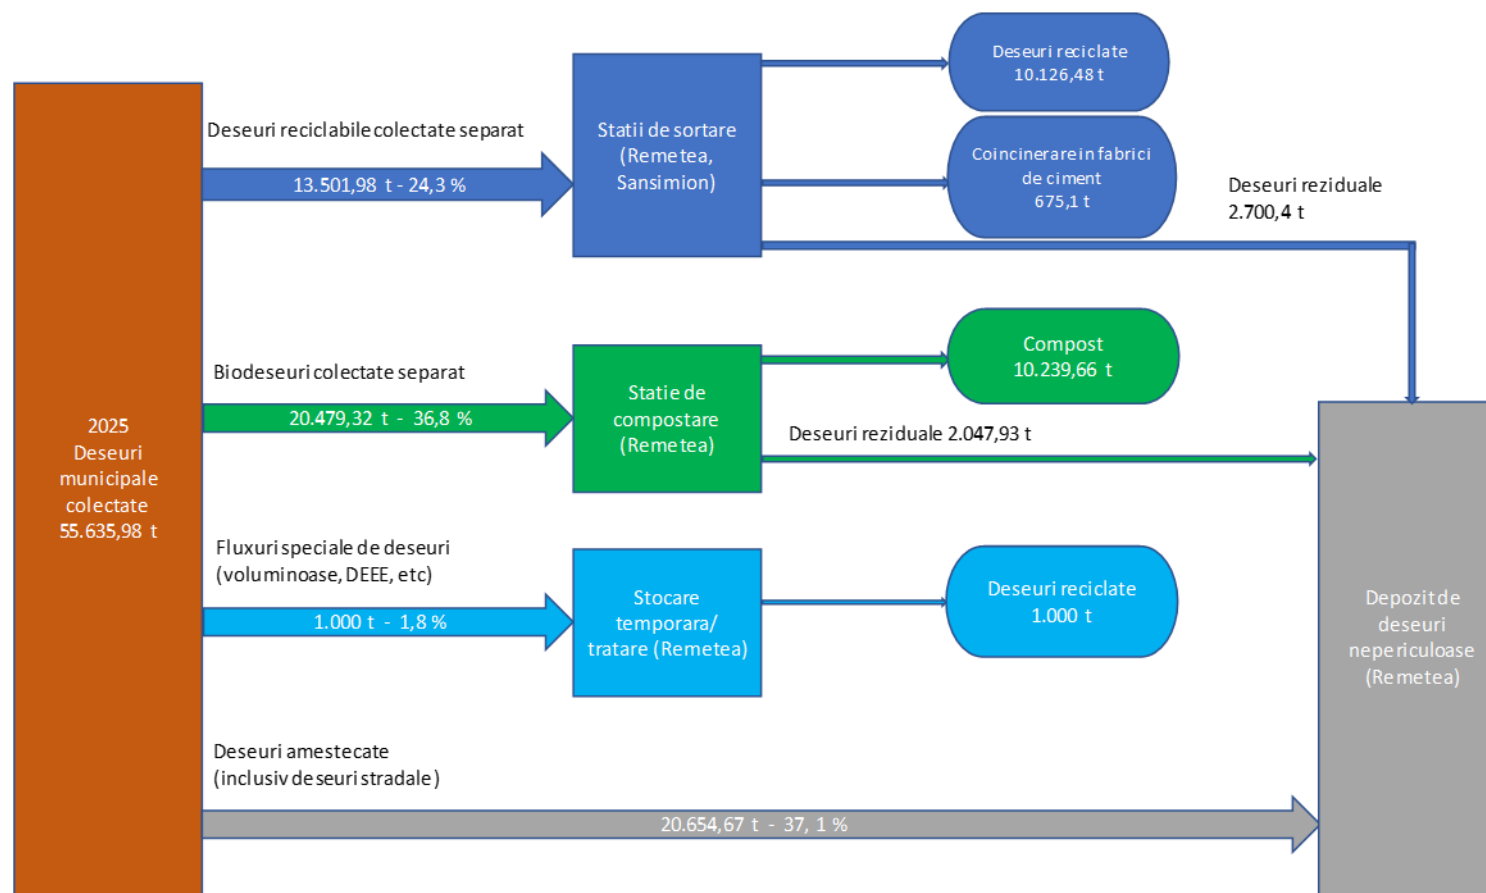 2025
Deseuri
municipale
colectate
55.635,98 t
Deseuri reciclabile colectate separat
13.501,98 t - 24,3 %
Statii de sortare
(Remetea,
Sansimion)
Deseuri reciclate
10.126,48 t
Coincinerare in fabrici
de ciment
675,1 t
Deseuri reziduale
2.700,4 t
Biodeseuri colectate separat
20.479,32 t - 36,8 %
Statie de
compostare
(Remetea)
Compost
10.239,66 t
Deseuri reziduale 2.047,93 t
Fluxuri speciale de deseuri
(voluminoase, DEEE, etc)
1.000 t - 1,8 %
Stocare
temporara/
tratare (Remetea)
Deseuri reciclate
1.000 t
Depozit de
deseuri
nepericuloase
(Remetea)
Deseuri amestecate
(inclusiv deseuri stradale)
20.654,67 t - 37, 1 %